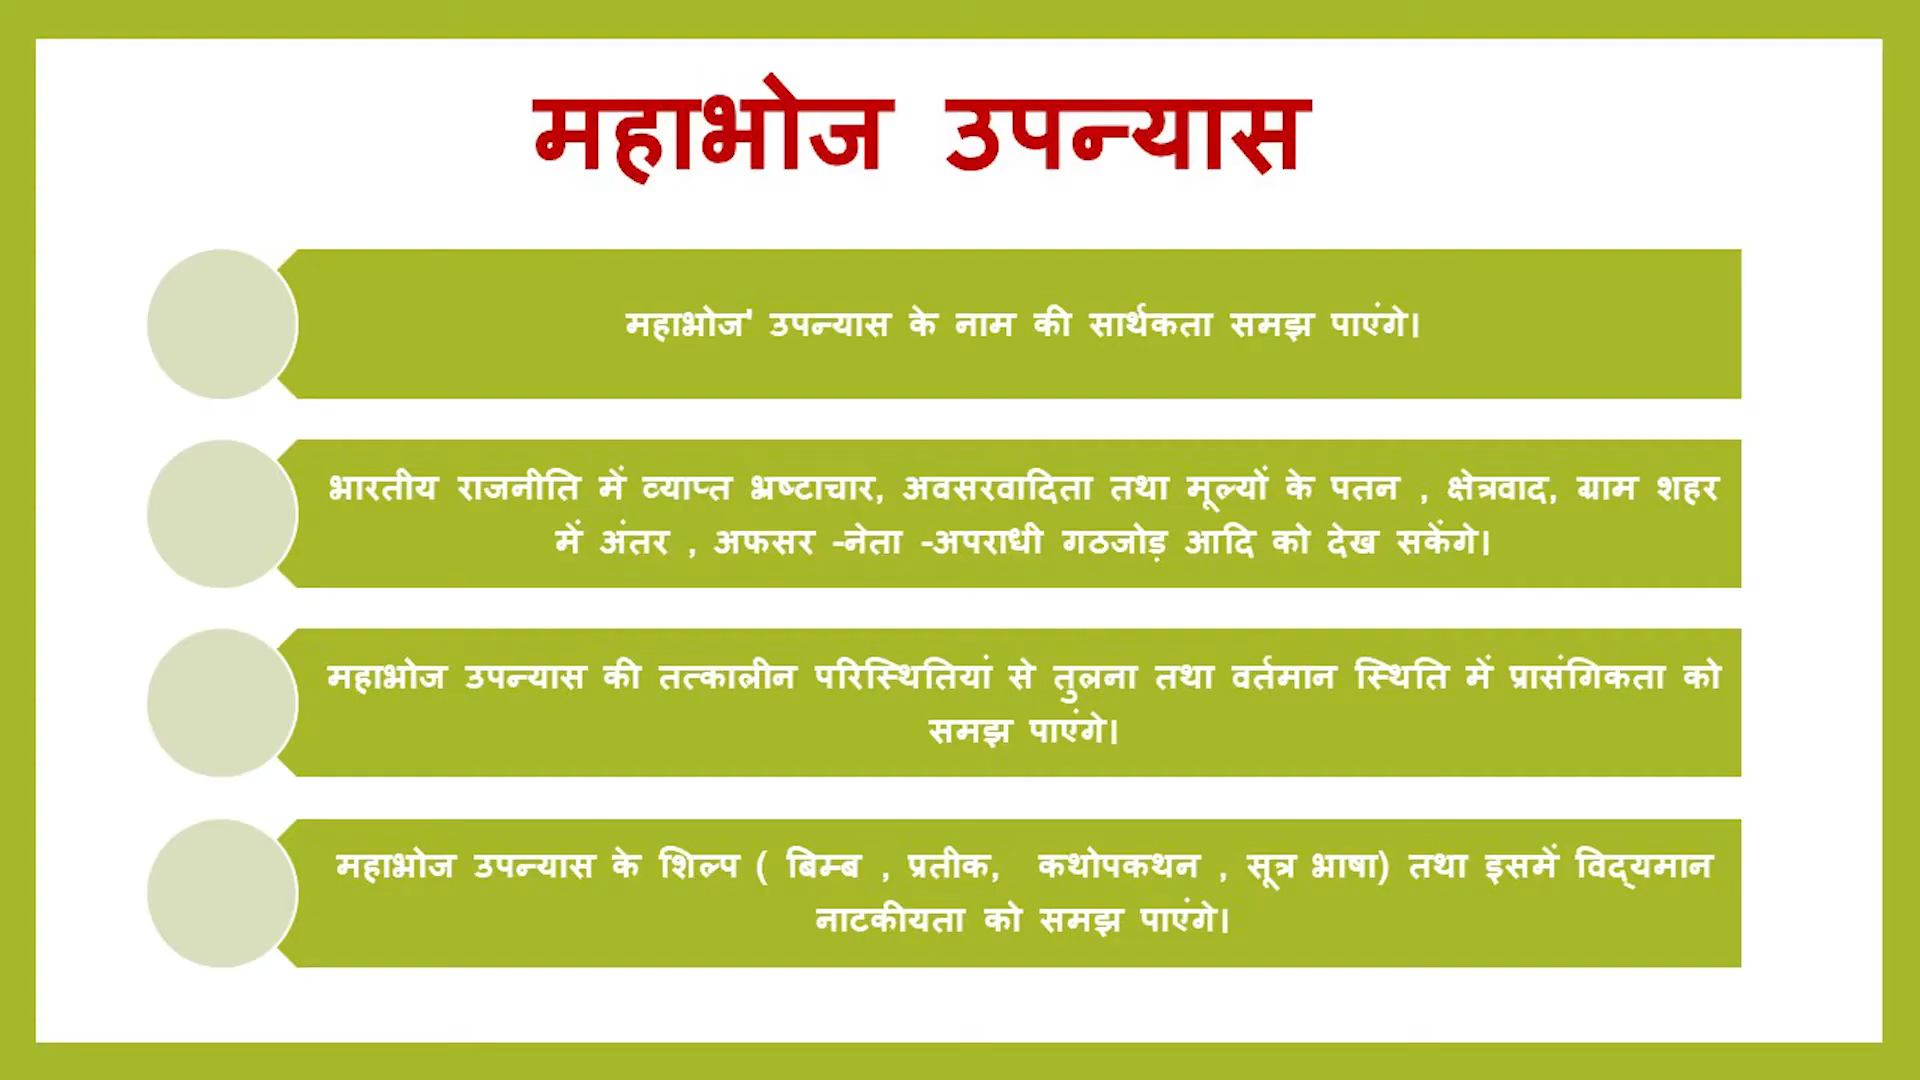 महाभोज उपन्यास
महाभोज' उपन्यास के नाम की सार्थकता समझ पाएंगे।
भारतीय राजनीति में व्याप्त भ्रष्टाचार, अवसरवादिता तथा मूल्यों के पतन , क्षेत्रवाद, ग्राम शहर
में अंतर , अफसर -नेता -अपराधी गठजोड़ आदि को देख सकेंगे।
महाभोज उपन्यास की तत्कालीन परिस्थितियां से तुलना तथा वर्तमान स्थिति में प्रासंगिकता को
समझ पाएंगे।
महाभोज उपन्यास के शिल्प ( बिम्ब , प्रतीक, कथोपकथन , सूत्र भाषा) तथा इसमें विद्यमान
नाटकीयता को समझ पाएंगे।